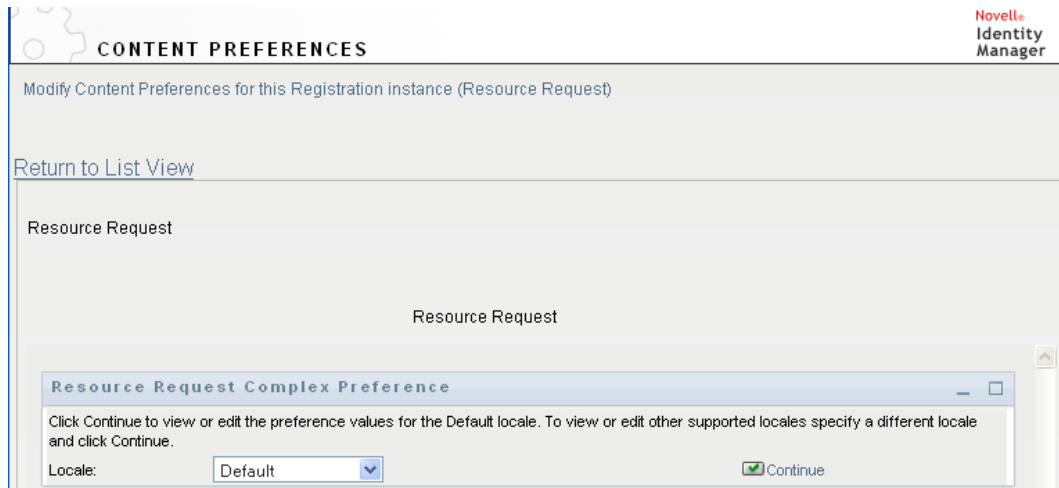 Novell®
Identity
Manager
CONTENT PREFERENCES
Modify Content Preferences for this Registration instance (Resource Request)
Return to List View
Resource Request
Resource Request
Resource Request Complex Preference
Click Continue to view or edit the preference values for the Default locale. To view or edit other supported locales specify a different locale
and click Continue.
Locale: Default Continue